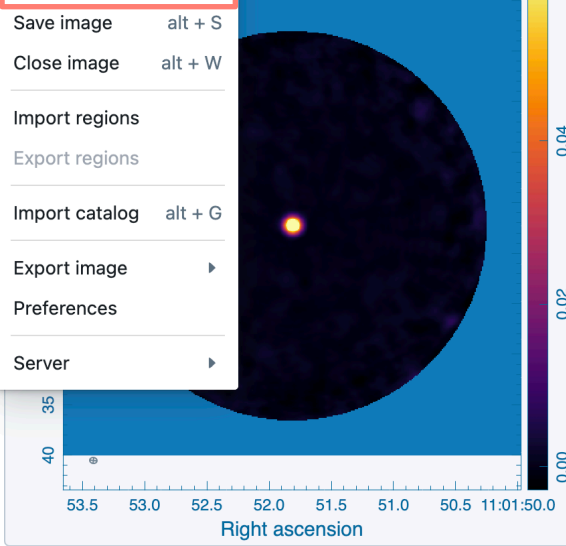 Save image alt + S
Close image alt + W
Import regions
Export regions
Import catalog alt + G
Export image
Preferences
Server
0.04
0.02
0.00
35
40
53.5 53.0 52.5 52.0 51.5 51.0 50.5 11:01:50.0
Right ascension